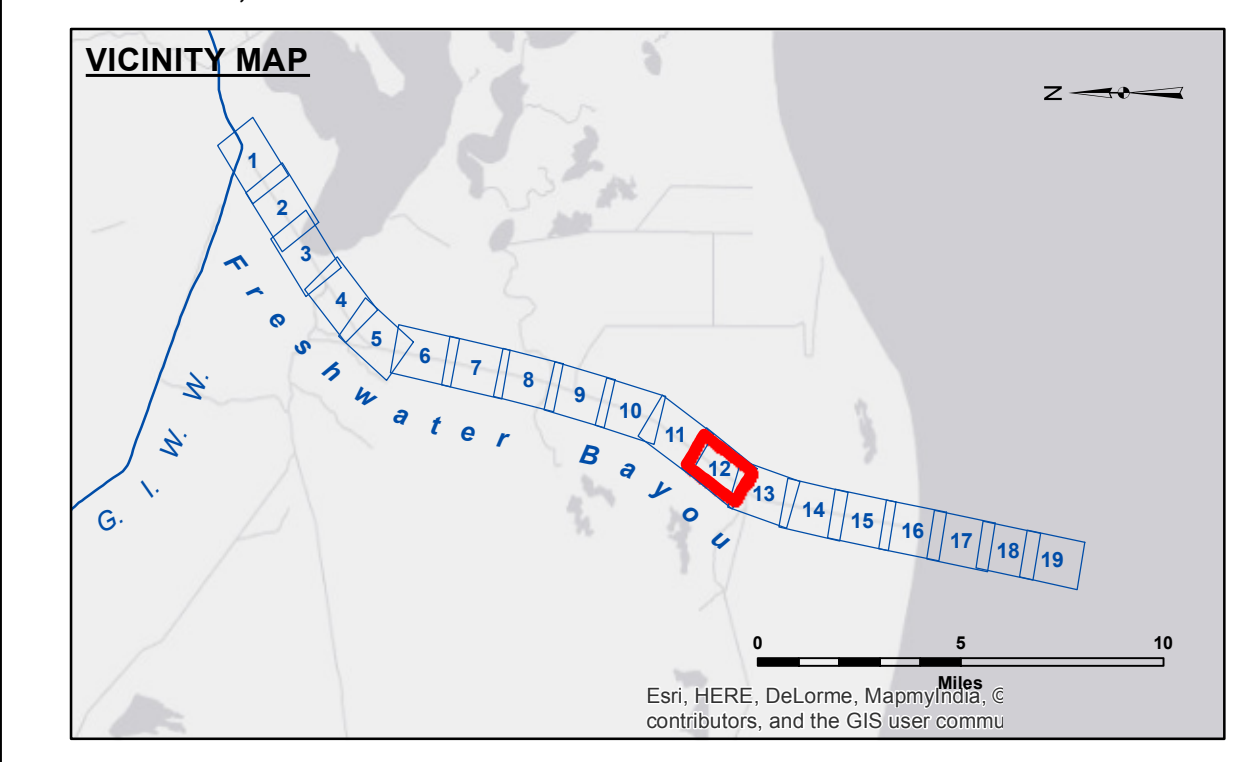 VICINITY MAP
N
1
2
3
4
5
6
7
8
9
10
11
12
13
14
15
16
17
18
19
Freshwater Bayou
G. I. W. W.
0 5 10
Miles
Esri, HERE, DeLorme, MapmyIndia, ©
contributors, and the GIS user commu